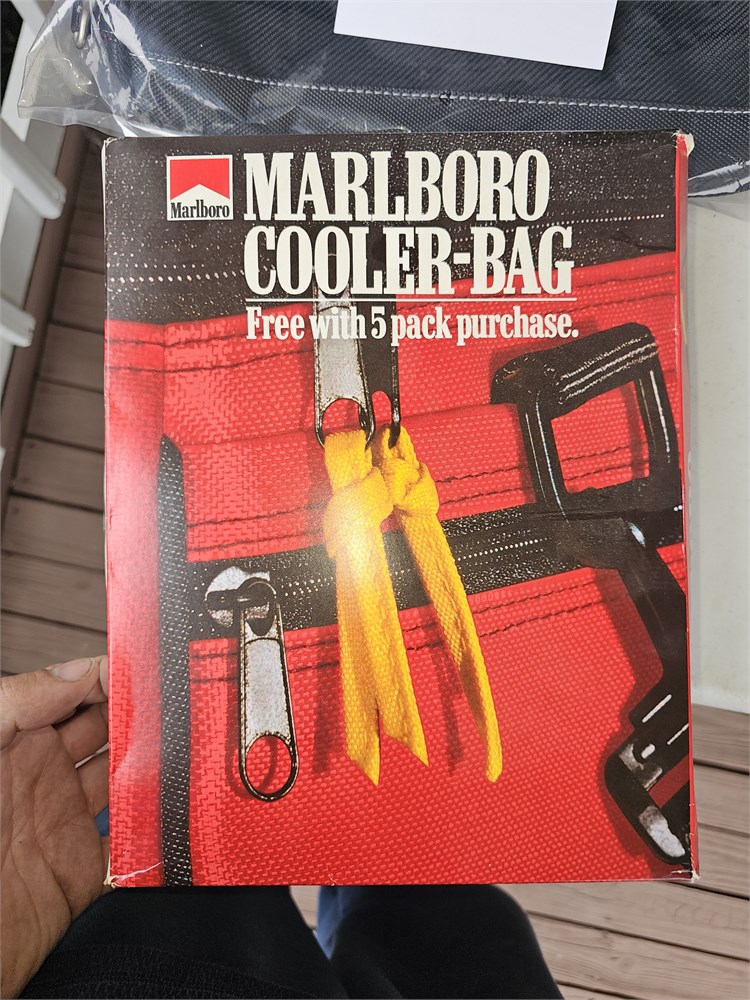 Marlboro
MARLBORO
COOLER-BAG
Free with 5 pack purchase.